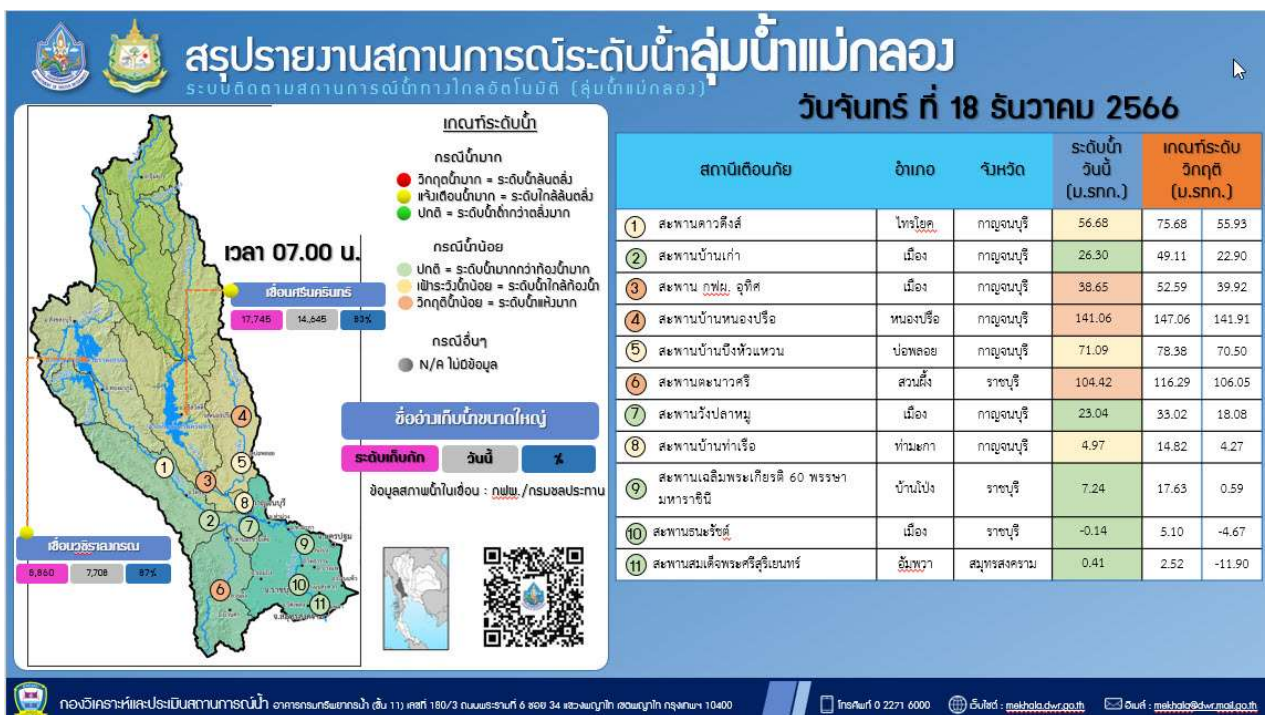 สรุปรายงานสถานการณ์ระดับน้ำลุ่มน้ำแม่กลอง
ระบบติดตามสถานการณ์น้ำทางไกลอัตโนมัติ (ลุ่มน้ำแม่กลอง)
วันจันทร์ ที่ 18 ธันวาคม 2566
เกณฑ์ระดับน้ำ
กรณีน้ำมาก
วิกฤตน้ำมาก = ระดับน้ำล้นตลิ่ง
แจ้งเตือนน้ำมาก = ระดับใกล้ล้นตลิ่ง
ปกติ = ระดับน้ำต่ำกว่าตลิ่งมาก
กรณีน้ำน้อย
ปกติ = ระดับน้ำมากกว่าท้องน้ำมาก
เฝ้าระวังน้ำน้อย = ระดับน้ำใกล้ท้องน้ำ
วิกฤตน้ำน้อย = ระดับน้ำแห้งมาก
กรณีอื่นๆ
N/A ไม่มีข้อมูล
เวลา 07.00 น.
เขื่อนศรีนครินทร์
17,745 14,645 83%
ชื่ออ่างเก็บน้ำขนาดใหญ่
ระดับเก็บกัก วันนี้ %
ข้อมูลสภาพน้ำในเขื่อน : กฟผ./กรมชลประทาน
เขื่อนวชิราลงกรณ
8,860 7,708 87%
1
2
3
4
5
6
7
8
9
10
11
สถานีเตือนภัย อำเภอ จังหวัด ระดับน้ำวันนี้ (ม.รทก.) เกณฑ์ระดับวิกฤติ (ม.รทก.)
1 สะพานดาวดึงส์ ไทรโยค กาญจนบุรี 56.68 75.68 55.93
2 สะพานบ้านเก่า เมือง กาญจนบุรี 26.30 49.11 22.90
3 สะพาน กฟผ. อุทิศ เมือง กาญจนบุรี 38.65 52.59 39.92
4 สะพานบ้านหนองปรือ หนองปรือ กาญจนบุรี 141.06 147.06 141.91
5 สะพานบ้านบึงหัวแหวน บ่อพลอย กาญจนบุรี 71.09 78.38 70.50
6 สะพานตะนาวศรี สวนผึ้ง ราชบุรี 104.42 116.29 106.05
7 สะพานวังปลาหมู เมือง กาญจนบุรี 23.04 33.02 18.08
8 สะพานบ้านท่าเรือ ท่ามะกา กาญจนบุรี 4.97 14.82 4.27
9 สะพานเฉลิมพระเกียรติ 60 พรรษา มหาราชินี บ้านโป่ง ราชบุรี 7.24 17.63 0.59
10 สะพานธนะรัชต์ เมือง ราชบุรี -0.14 5.10 -4.67
11 สะพานสมเด็จพระศรีสุริเยนทร์ อัมพวา สมุทรสงคราม 0.41 2.52 -11.90
กองวิเคราะห์และประเมินสถานการณ์น้ำ อาคารกรมทรัพยากรน้ำ (ชั้น 11) เลขที่ 180/3 ถนนพระรามที่ 6 ซอย 34 แขวงพญาไท เขตพญาไท กรุงเทพฯ 10400
โทรศัพท์ 0 2271 6000
เว็บไซต์ : mekhala.dwr.go.th
อีเมล์ : mekhala@dwr.mail.go.th